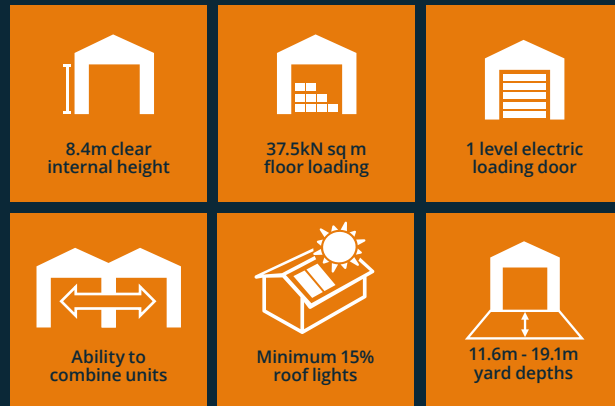 8.4m clear
internal height
37.5kN sq m
floor loading
1 level electric
loading door
Ability to
combine units
Minimum 15%
roof lights
11.6m - 19.1m
yard depths